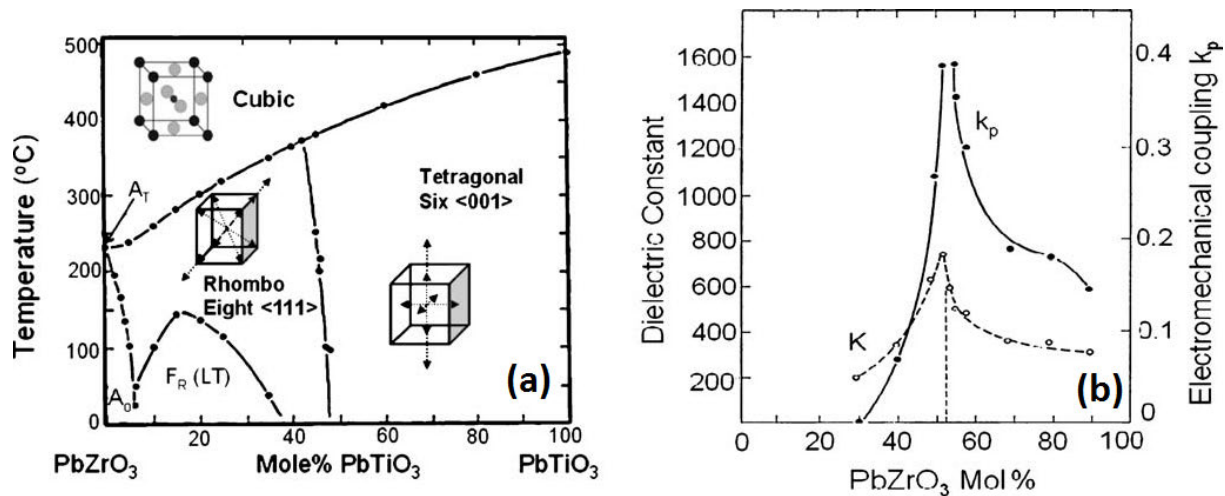 500
400
300
200
100
0
Temperature (ºC)
Cubic
A_T
Rhombo
Eight <111>
Tetragonal
Six <001>
A_0
F_R (LT)
(a)
20
40
60
80
100
PbZrO₃
Mole% PbTiO₃
PbTiO₃
1600
1400
1200
1000
800
600
400
200
Dielectric Constant
k_p
K
(b)
0.4
0.3
0.2
0.1
0
Electromechanical coupling k_p
0
20
40
60
80
100
PbZrO₃ Mol %